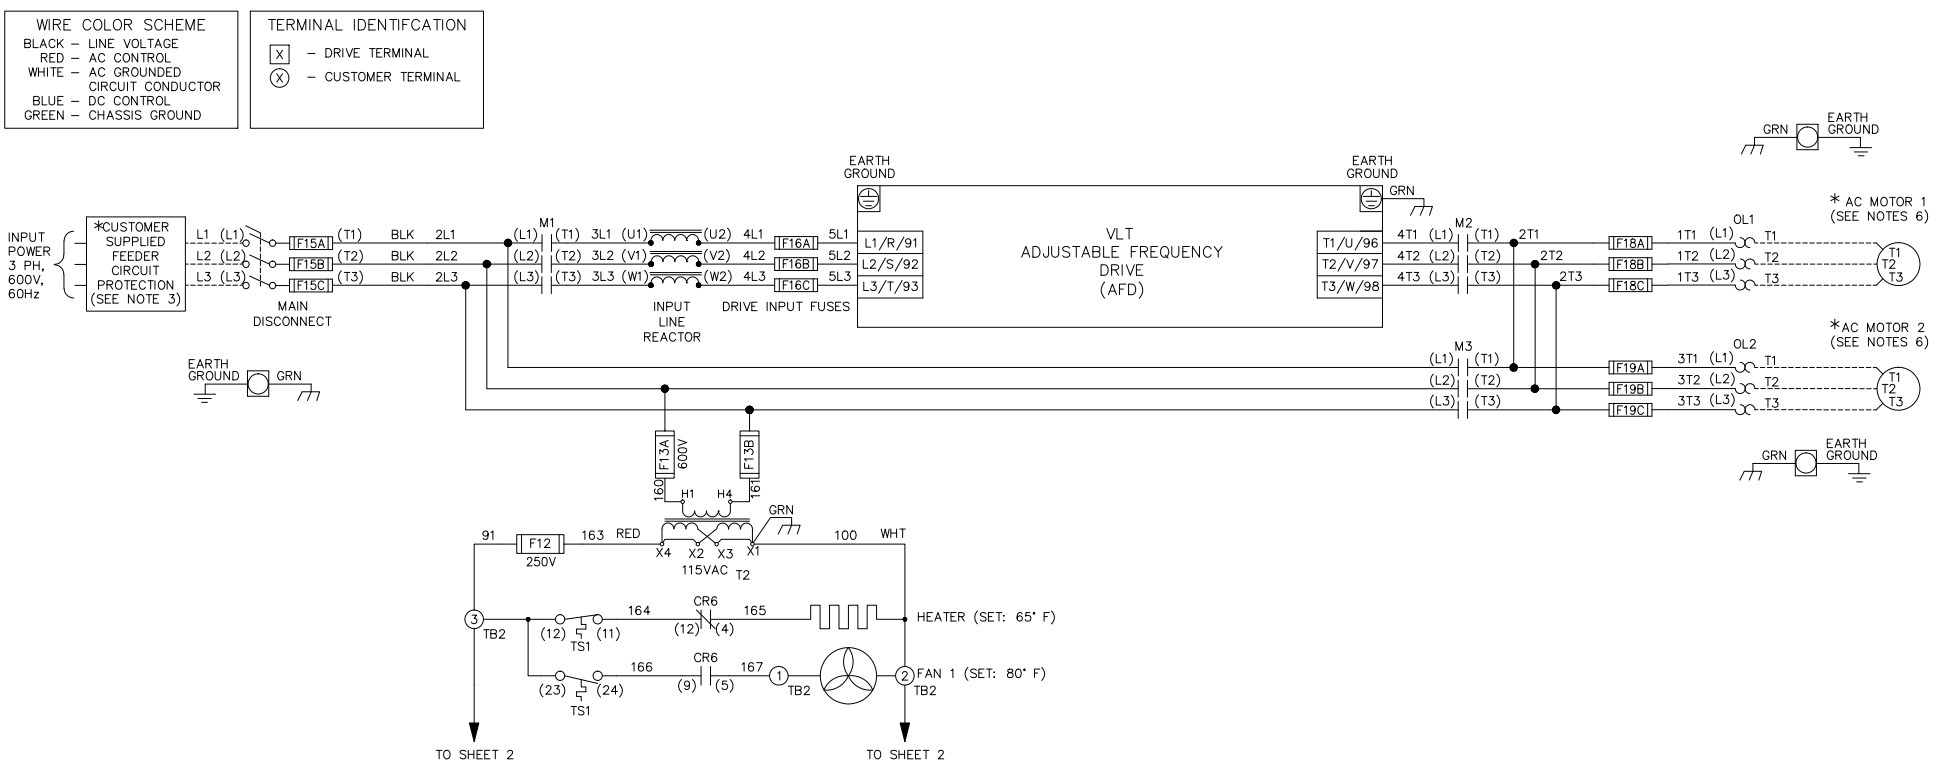 WIRE COLOR SCHEME
BLACK – LINE VOLTAGE
RED – AC CONTROL
WHITE – AC GROUNDED
CIRCUIT CONDUCTOR
BLUE – DC CONTROL
GREEN – CHASSIS GROUND
TERMINAL IDENTIFCATION
X – DRIVE TERMINAL
X – CUSTOMER TERMINAL
GRN
EARTH
GROUND
EARTH
GROUND
EARTH
GROUND
GRN
INPUT
POWER
3 PH,
600V,
60Hz
*CUSTOMER
SUPPLIED
FEEDER
CIRCUIT
PROTECTION
(SEE NOTE 3)
L1 (L1) F15A (T1) BLK 2L1 (L1) M1 (T1) 3L1 (U1) (U2) 4L1 F16A 5L1 L1/R/91
L2 (L2) F15B (T2) BLK 2L2 (L2) (T2) 3L2 (V1) (V2) 4L2 F16B 5L2 L2/S/92
L3 (L3) F15C (T3) BLK 2L3 (L3) (T3) 3L3 (W1) (W2) 4L3 F16C 5L3 L3/T/93
MAIN
DISCONNECT
INPUT
LINE
REACTOR
DRIVE INPUT FUSES
VLT
ADJUSTABLE FREQUENCY
DRIVE
(AFD)
* AC MOTOR 1
(SEE NOTES 6)
T1/U/96 4T1 (L1) M2 (T1) 2T1 F18A 1T1 (L1) OL1 T1 T1
T2/V/97 4T2 (L2) (T2) 2T2 F18B 1T2 (L2) T2 T2
T3/W/98 4T3 (L3) (T3) 2T3 F18C 1T3 (L3) T3 T3
*AC MOTOR 2
(SEE NOTES 6)
(L1) M3 (T1) F19A 3T1 (L1) OL2 T1 T1
(L2) (T2) F19B 3T2 (L2) T2 T2
(L3) (T3) F19C 3T3 (L3) T3 T3
EARTH
GROUND
GRN
GRN
EARTH
GROUND
F13A
600V
F13B
160
161
H1 H4
GRN
91 F12 163 RED
250V
X4 X2 X3 X1
100 WHT
115VAC T2
3
TB2
(12) (11)
TS1
164
CR6
(12) (4)
165
HEATER (SET: 65° F)
(23) (24)
TS1
166
CR6
(9) (5)
167
1
TB2
2
TB2
FAN 1 (SET: 80° F)
TO SHEET 2
TO SHEET 2